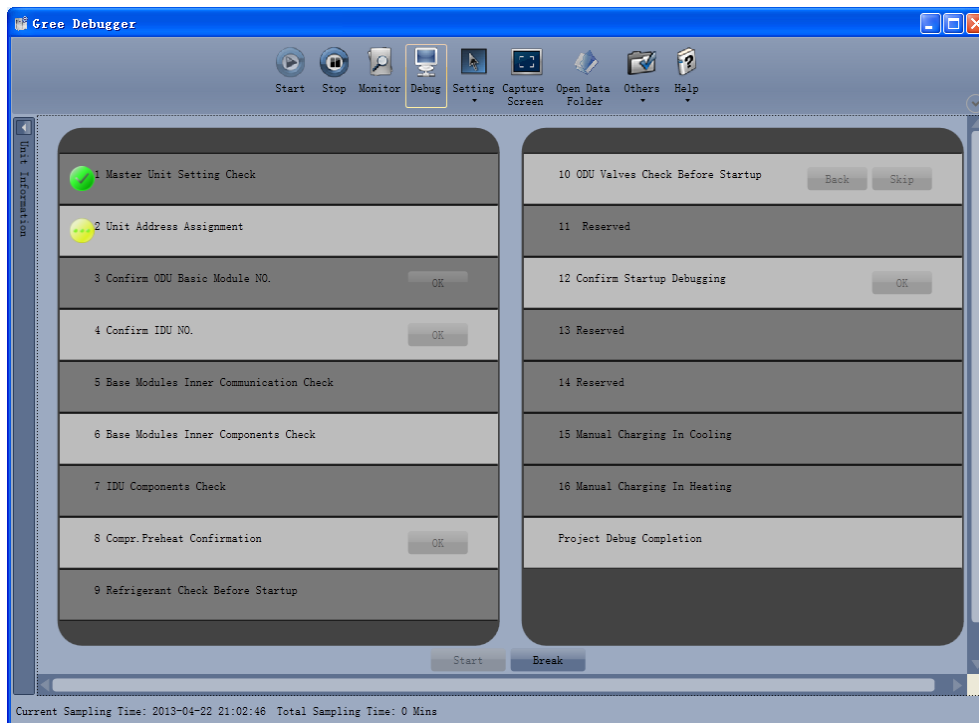 Gree Debugger
Start Stop Monitor Debug Setting Capture Screen Open Data Folder Others Help
Unit Information
1 Master Unit Setting Check
2 Unit Address Assignment
3 Confirm ODU Basic Module NO. OK
4 Confirm IDU NO. OK
5 Base Modules Inner Communication Check
6 Base Modules Inner Components Check
7 IDU Components Check
8 Compr.Preheat Confirmation OK
9 Refrigerant Check Before Startup
10 ODU Valves Check Before Startup Back Skip
11 Reserved
12 Confirm Startup Debugging OK
13 Reserved
14 Reserved
15 Manual Charging In Cooling
16 Manual Charging In Heating
Project Debug Completion
Start Break
Current Sampling Time: 2013-04-22 21:02:46 Total Sampling Time: 0 Mins